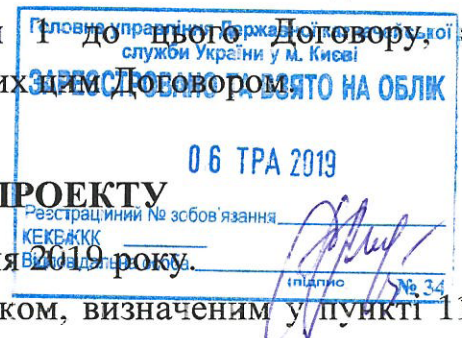 1 до цього Договору,
Головне управління Державної казначейської
служби України у м. Києві
их цим Договором.
ЗАРЕЄСТРОВАНО ТА ВЗЯТО НА ОБЛІК
06 ТРА 2019
ПРОЕКТУ
Реєстраційний № зобов'язання
КЕКВ/ККК
я 2019 року.
Відповідальна особа
(підпис) № 34
ком, визначеним у пункті 11